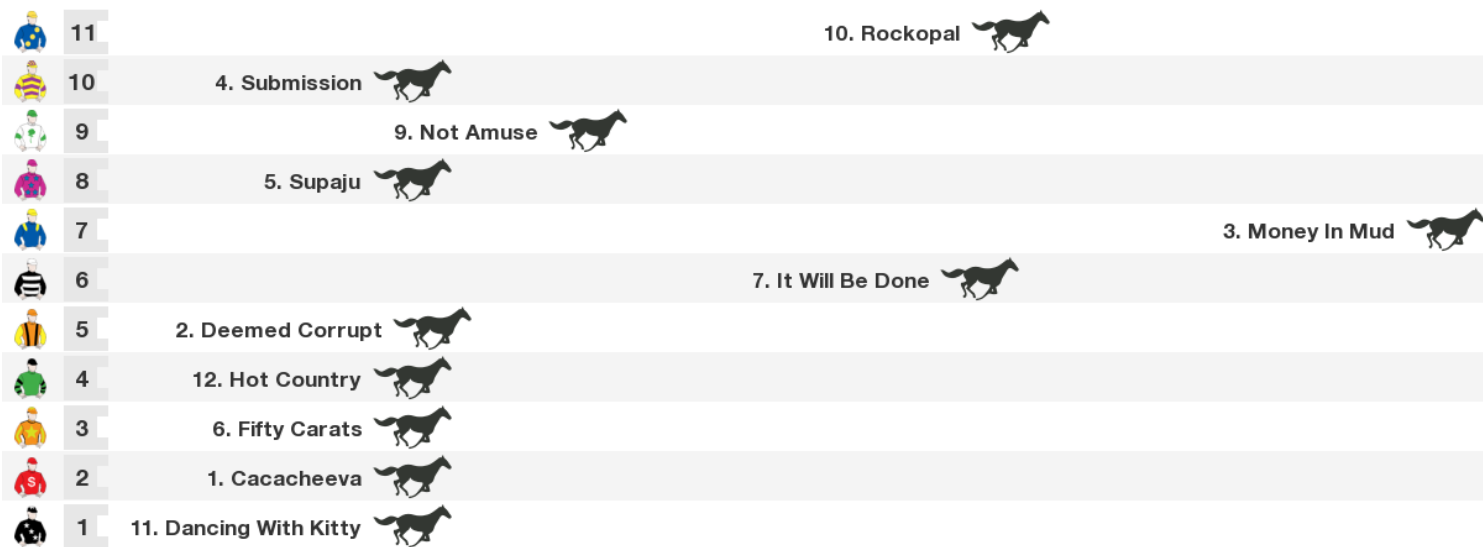 11 10. Rockopal
10 4. Submission
9 9. Not Amuse
8 5. Supaju
7 3. Money In Mud
6 7. It Will Be Done
5 2. Deemed Corrupt
4 12. Hot Country
3 6. Fifty Carats
S 2 1. Cacacheeva
1 11. Dancing With Kitty